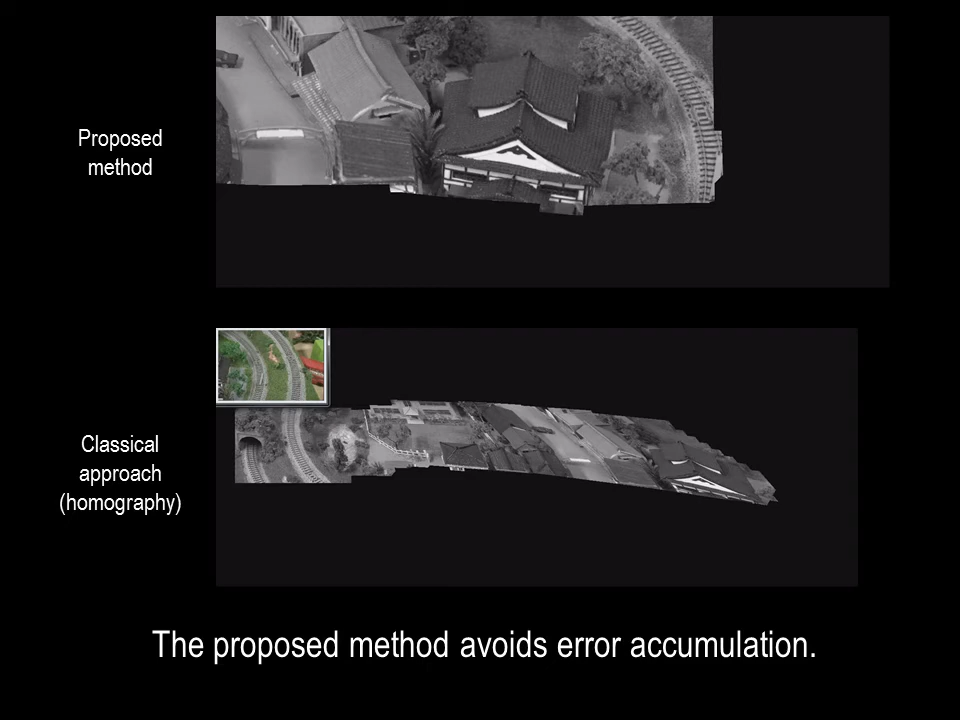 Proposed
method
Classical
approach
(homography)
The proposed method avoids error accumulation.